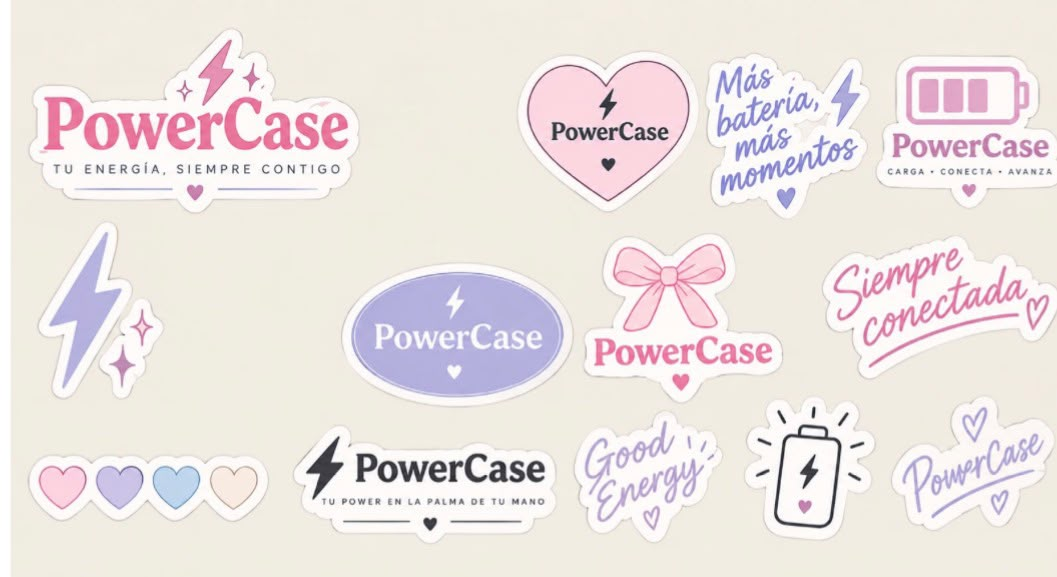 PowerCase
TU ENERGÍA, SIEMPRE CONTIGO
PowerCase
Más
batería,
más
momentos
PowerCase
CARGA • CONECTA • AVANZA
PowerCase
PowerCase
Siempre
conectada
PowerCase
TU POWER EN LA PALMA DE TU MANO
Good
Energy
PowerCase